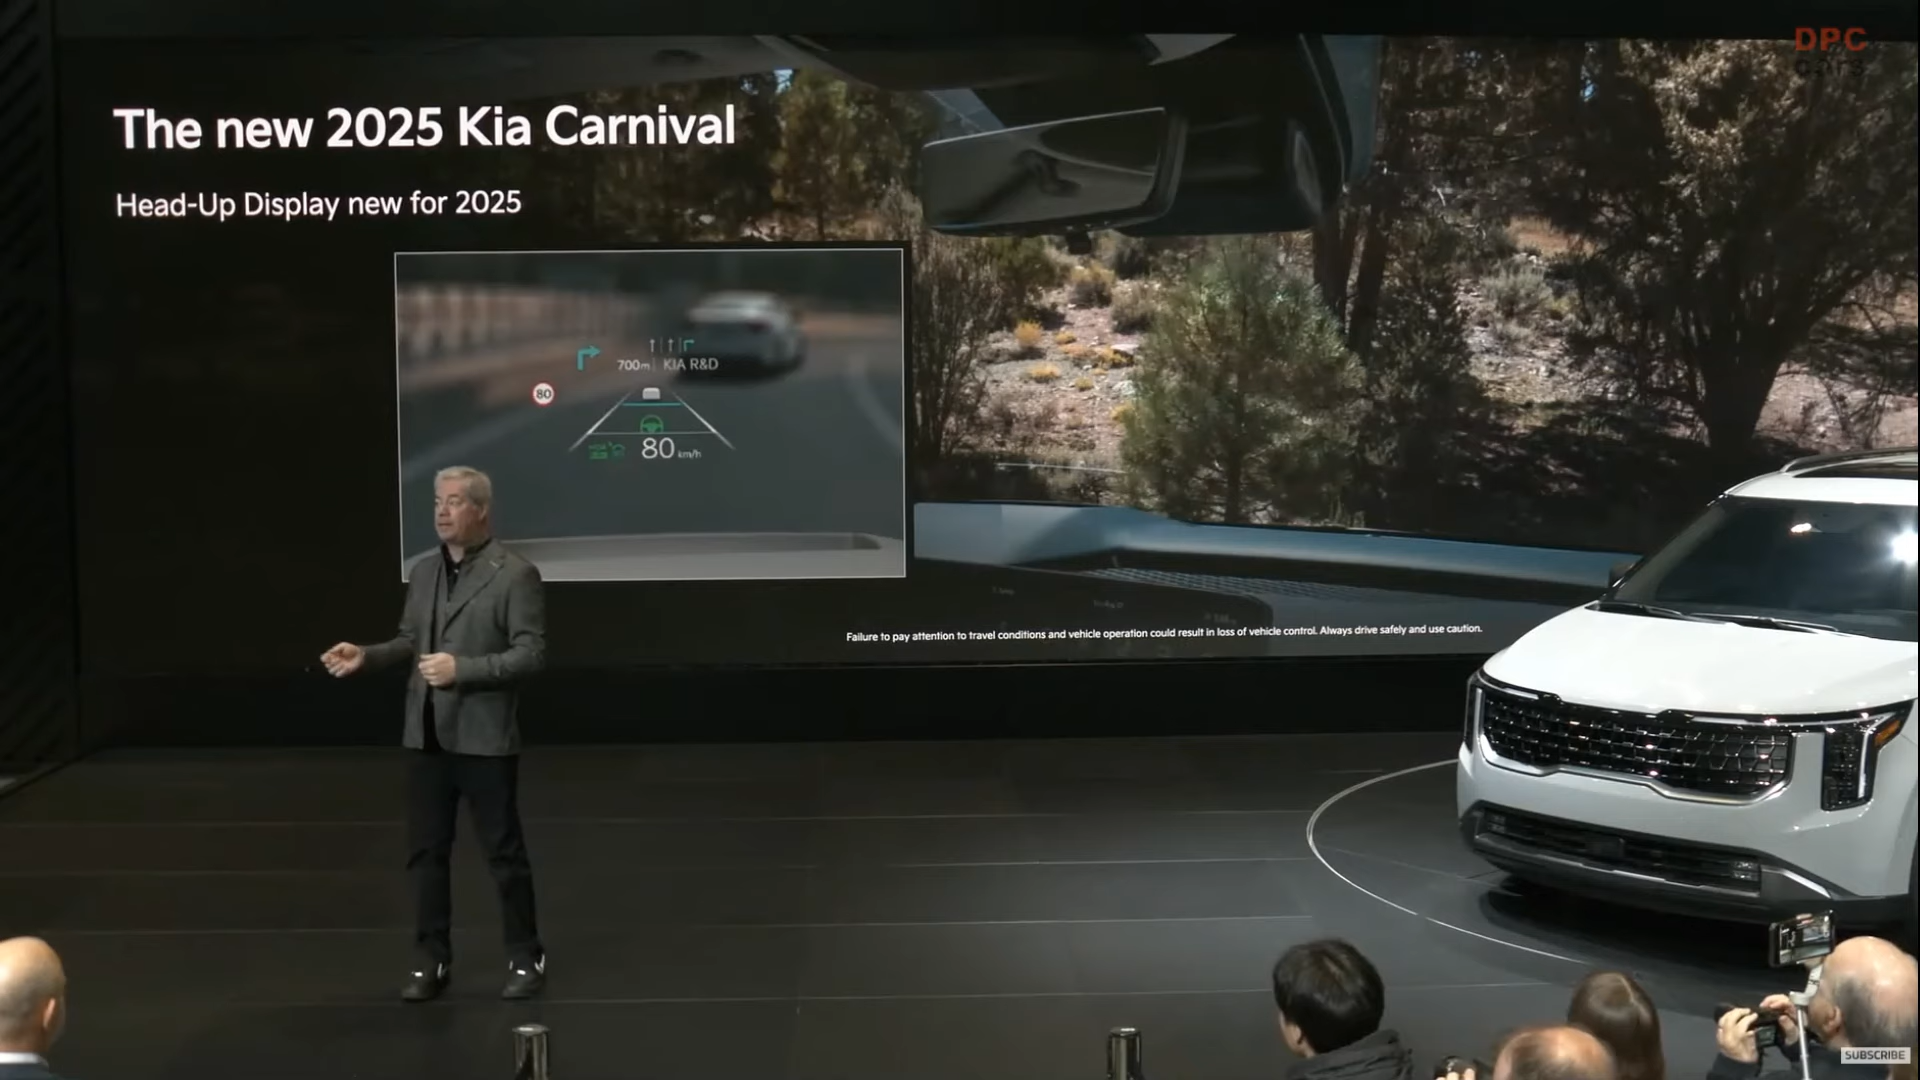 DPC
cars
The new 2025 Kia Carnival
Head-Up Display new for 2025
700m KIA R&D
80
80 km/h
Failure to pay attention to travel conditions and vehicle operation could result in loss of vehicle control. Always drive safely and use caution.
SUBSCRIBE